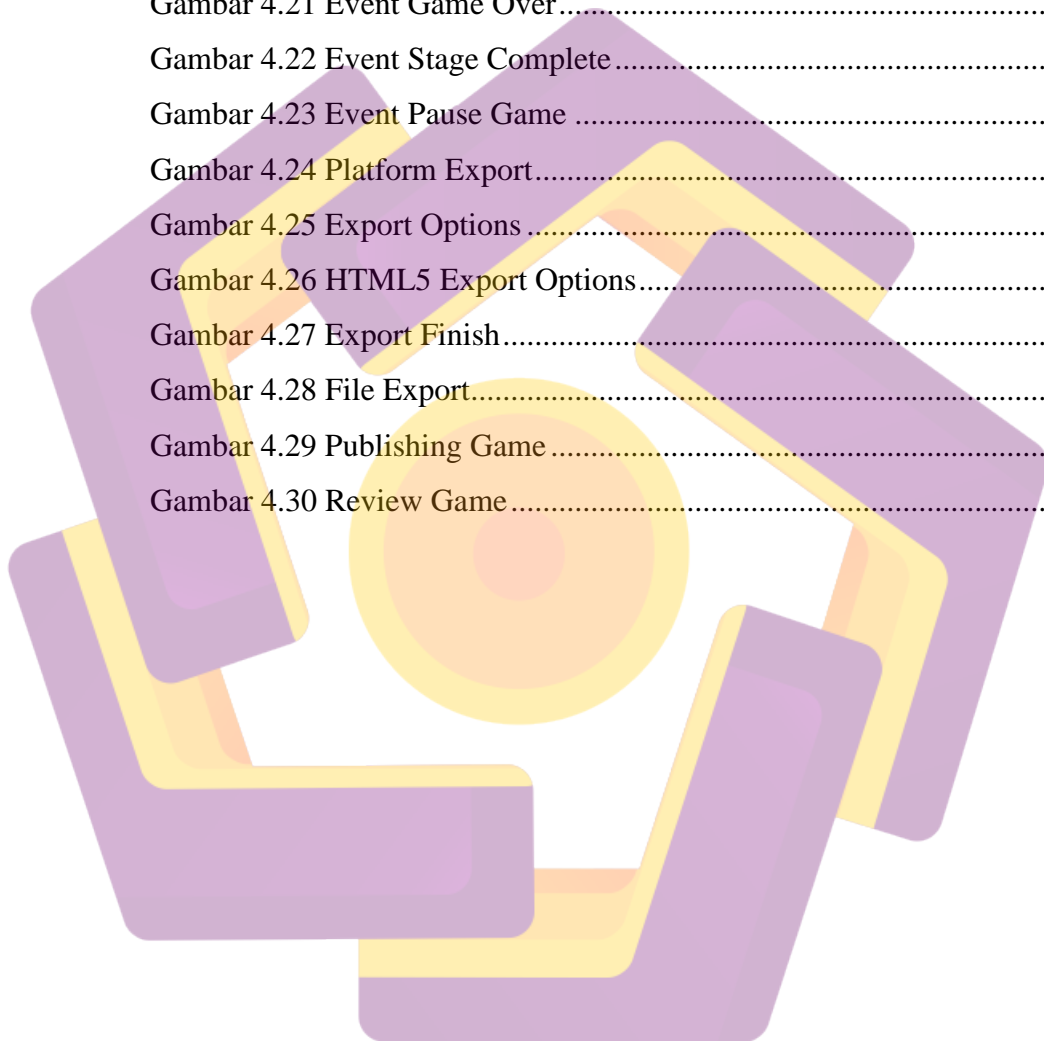 Gambar 4.21 Event Game Over..........................................................
Gambar 4.22 Event Stage Complete...................................................
Gambar 4.23 Event Pause Game ........................................................
Gambar 4.24 Platform Export.............................................................
Gambar 4.25 Export Options ..............................................................
Gambar 4.26 HTML5 Export Options................................................
Gambar 4.27 Export Finish.................................................................
Gambar 4.28 File Export.....................................................................
Gambar 4.29 Publishing Game ...........................................................
Gambar 4.30 Review Game................................................................